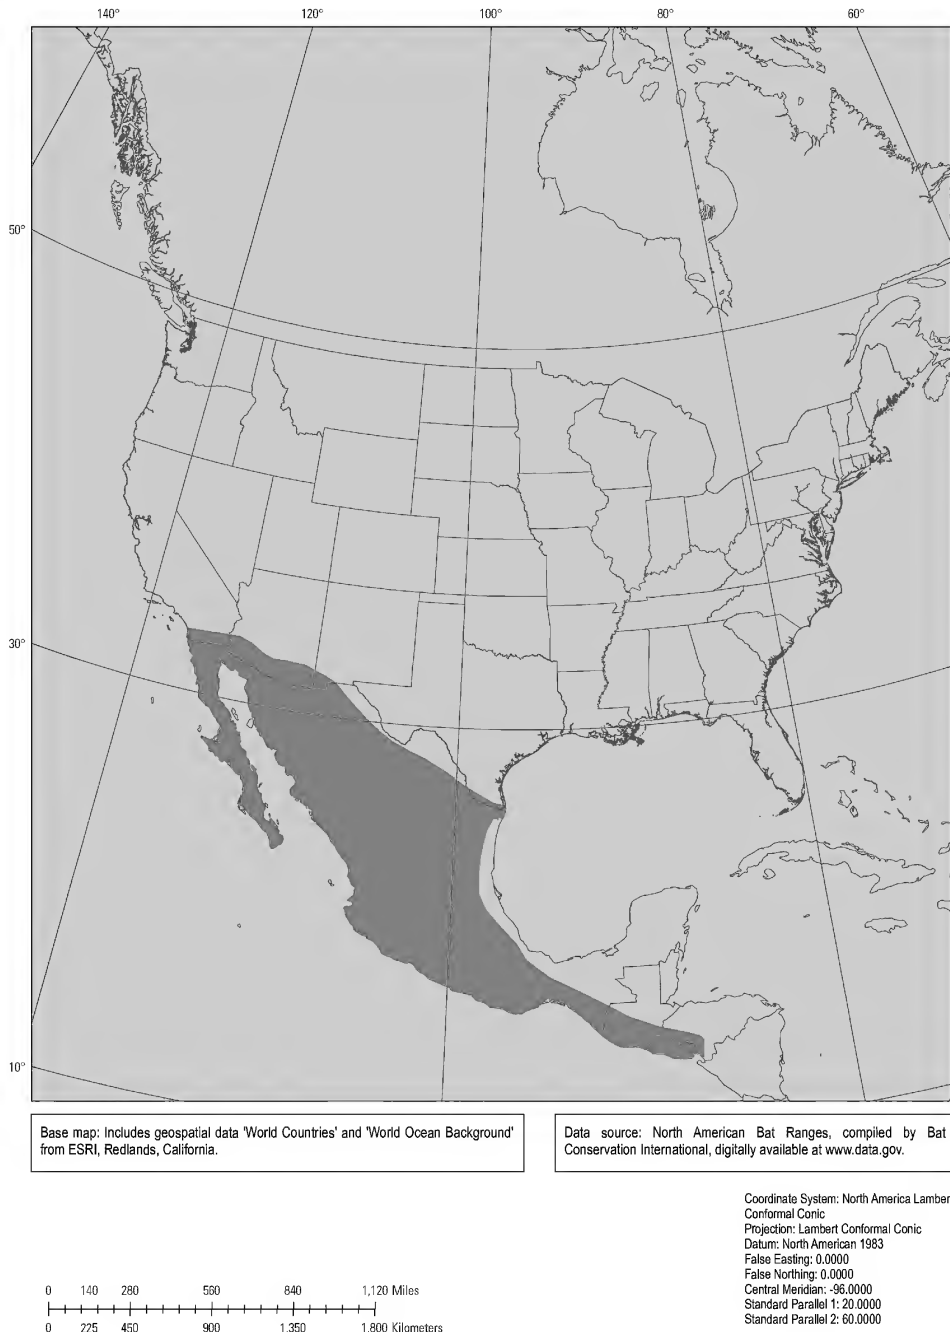 140° 120° 100° 80° 60°
50°
30°
10°
Base map: Includes geospatial data 'World Countries' and 'World Ocean Background'
from ESRI, Redlands, California.
Data source: North American Bat Ranges, compiled by Bat
Conservation International, digitally available at www.data.gov.
Coordinate System: North America Lamber
Conformal Conic
Projection: Lambert Conformal Conic
Datum: North American 1983
False Easting: 0.0000
False Northing: 0.0000
Central Meridian: -96.0000
Standard Parallel 1: 20.0000
Standard Parallel 2: 60.0000
0 140 280 560 840 1,120 Miles
0 225 450 900 1.350 1.800 Kilometers